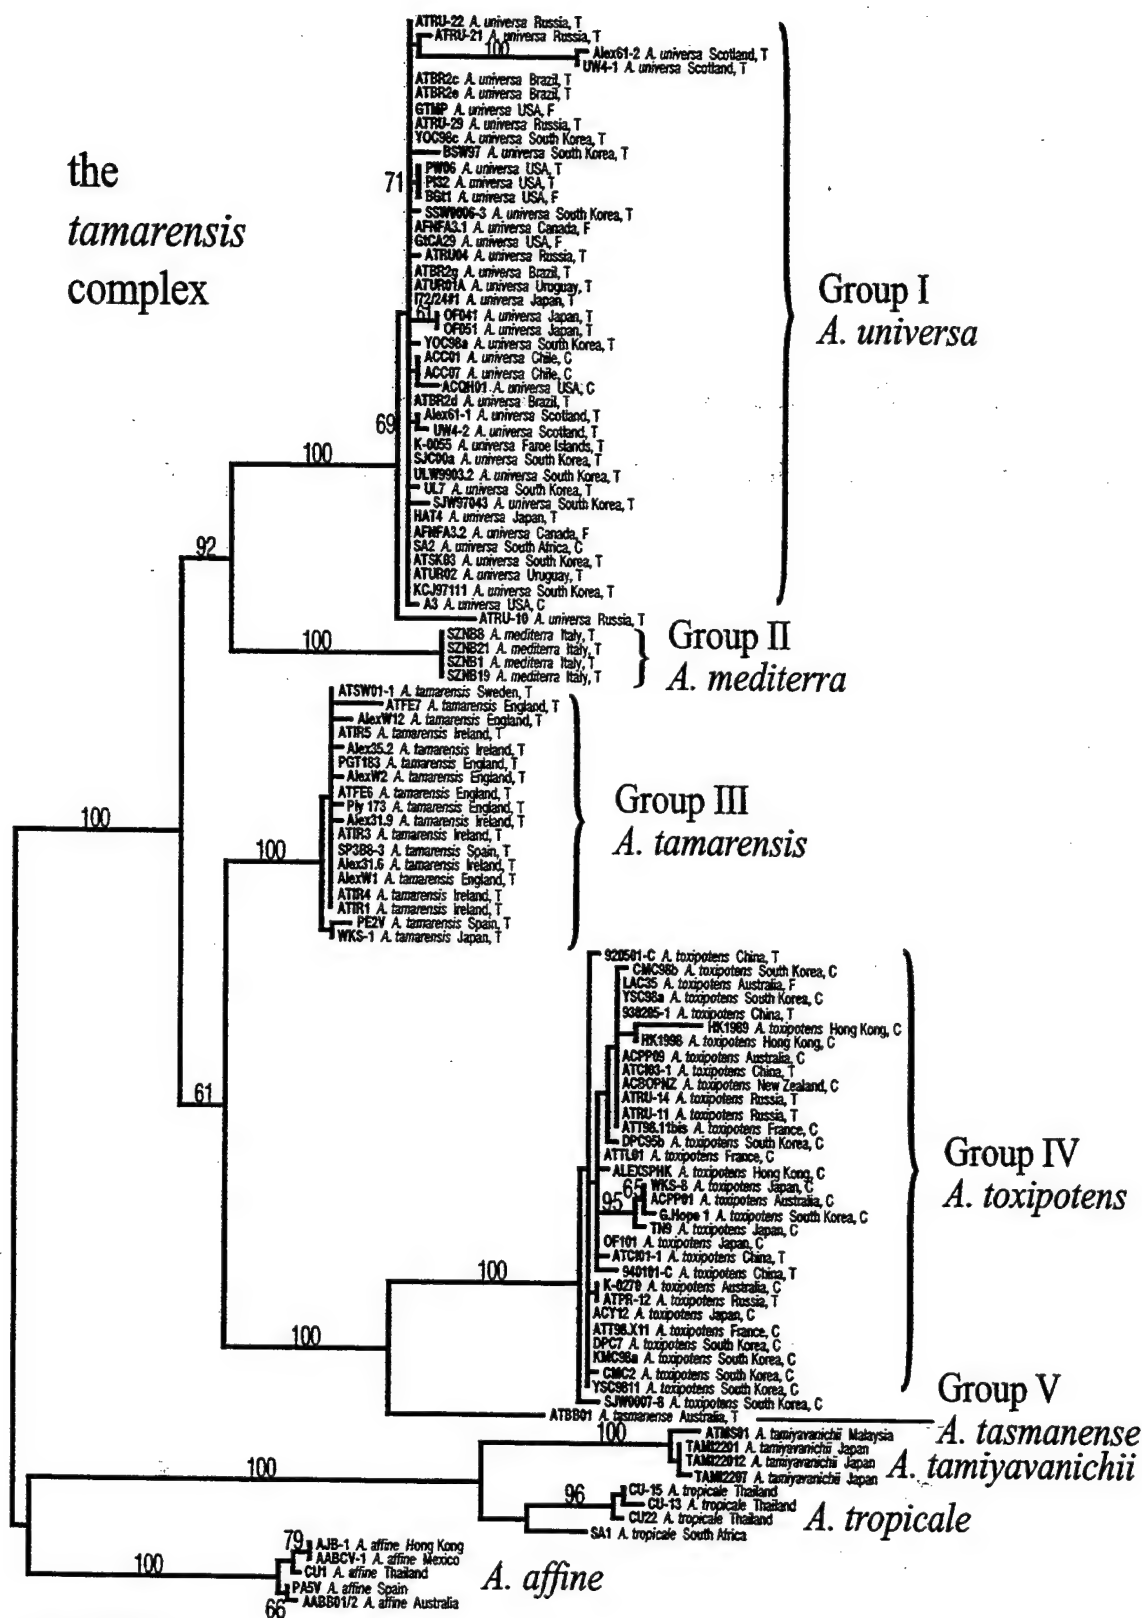 the
tamarensis
complex
ATRU-22 A. universa Russia, T
ATRU-21 A. universa Russia, T
100
Alex61-2 A. universa Scotland, T
UW4-1 A. universa Scotland, T
ATBR2c A. universa Brazil, T
ATBR2e A. universa Brazil, T
GTMP A. universa USA, F
ATRU-29 A. universa Russia, T
YOC98c A. universa South Korea, T
BSW97 A. universa South Korea, T
PW06 A. universa USA, T
71
PI32 A. universa USA, T
BGt1 A. universa USA, F
SSW0006-3 A. universa South Korea, T
AFNFA3.1 A. universa Canada, F
GtCA29 A. universa USA, F
ATRU04 A. universa Russia, T
ATBR2g A. universa Brazil, T
ATUR01A A. universa Uruguay, T
I72/24#1 A. universa Japan, T
61
OF041 A. universa Japan, T
OF051 A. universa Japan, T
YOC98a A. universa South Korea, T
ACC01 A. universa Chile, C
ACC07 A. universa Chile, C
ACQH01 A. universa USA, C
ATBR2d A. universa Brazil, T
Alex61-1 A. universa Scotland, T
69
UW4-2 A. universa Scotland, T
K-0055 A. universa Faroe Islands, T
SJC00a A. universa South Korea, T
ULW9903.2 A. universa South Korea, T
UL7 A. universa South Korea, T
SJW97043 A. universa South Korea, T
HAT4 A. universa Japan, T
AFNFA3.2 A. universa Canada, F
SA2 A. universa South Africa, C
ATSK03 A. universa South Korea, T
ATUR02 A. universa Uruguay, T
KCJ97111 A. universa South Korea, T
A3 A. universa USA, C
ATRU-10 A. universa Russia, T
Group I
A. universa
100
92
100
SZNB8 A. mediterra Italy, T
SZNB21 A. mediterra Italy, T
SZNB1 A. mediterra Italy, T
SZNB19 A. mediterra Italy, T
Group II
A. mediterra
ATSW01-1 A. tamarensis Sweden, T
ATFE7 A. tamarensis England, T
AlexW12 A. tamarensis England, T
ATIR5 A. tamarensis Ireland, T
Alex35.2 A. tamarensis Ireland, T
PGT183 A. tamarensis England, T
AlexW2 A. tamarensis England, T
ATFE6 A. tamarensis England, T
Ply 173 A. tamarensis England, T
Alex31.9 A. tamarensis Ireland, T
ATIR3 A. tamarensis Ireland, T
SP3B8-3 A. tamarensis Spain, T
Alex31.6 A. tamarensis Ireland, T
AlexW1 A. tamarensis England, T
ATIR4 A. tamarensis Ireland, T
ATIR1 A. tamarensis Ireland, T
PE2V A. tamarensis Spain, T
WKS-1 A. tamarensis Japan, T
Group III
A. tamarensis
100
100
61
920501-C A. toxipotens China, T
CMC98b A. toxipotens South Korea, C
LAC35 A. toxipotens Australia, F
YSC98a A. toxipotens South Korea, C
938285-1 A. toxipotens China, T
HK1989 A. toxipotens Hong Kong, C
HK1998 A. toxipotens Hong Kong, C
ACPP09 A. toxipotens Australia, C
ATCI03-1 A. toxipotens China, T
ACBOPNZ A. toxipotens New Zealand, C
ATRU-14 A. toxipotens Russia, T
ATRU-11 A. toxipotens Russia, T
ATT98.11bis A. toxipotens France, C
DPC95b A. toxipotens South Korea, C
ATTL01 A. toxipotens France, C
ALEXSPHK A. toxipotens Hong Kong, C
65
WKS-8 A. toxipotens Japan, C
95
ACPP01 A. toxipotens Australia, C
G.Hope 1 A. toxipotens South Korea, C
TN9 A. toxipotens Japan, C
OF101 A. toxipotens Japan, C
ATCI01-1 A. toxipotens China, T
940181-C A. toxipotens China, T
K-0270 A. toxipotens Australia, C
ATPR-12 A. toxipotens Russia, T
ACY12 A. toxipotens Japan, C
ATT98.X11 A. toxipotens France, C
DPC7 A. toxipotens South Korea, C
KMC98a A. toxipotens South Korea, C
CMC2 A. toxipotens South Korea, C
YSC9811 A. toxipotens South Korea, C
SJW0007-8 A. toxipotens South Korea, C
Group IV
A. toxipotens
100
100
ATBB01 A. tasmanense Australia, T
Group V
A. tasmanense
100
ATMS01 A. tamiyavanichii Malaysia
TAMI2201 A. tamiyavanichii Japan
TAMI22012 A. tamiyavanichii Japan
TAMI2207 A. tamiyavanichii Japan
A. tamiyavanichii
100
96
CU-15 A. tropicale Thailand
CU-13 A. tropicale Thailand
CU22 A. tropicale Thailand
SA1 A. tropicale South Africa
A. tropicale
79
AJB-1 A. affine Hong Kong
AABCV-1 A. affine Mexico
100
CU1 A. affine Thailand
PA5V A. affine Spain
66
AABB01/2 A. affine Australia
A. affine